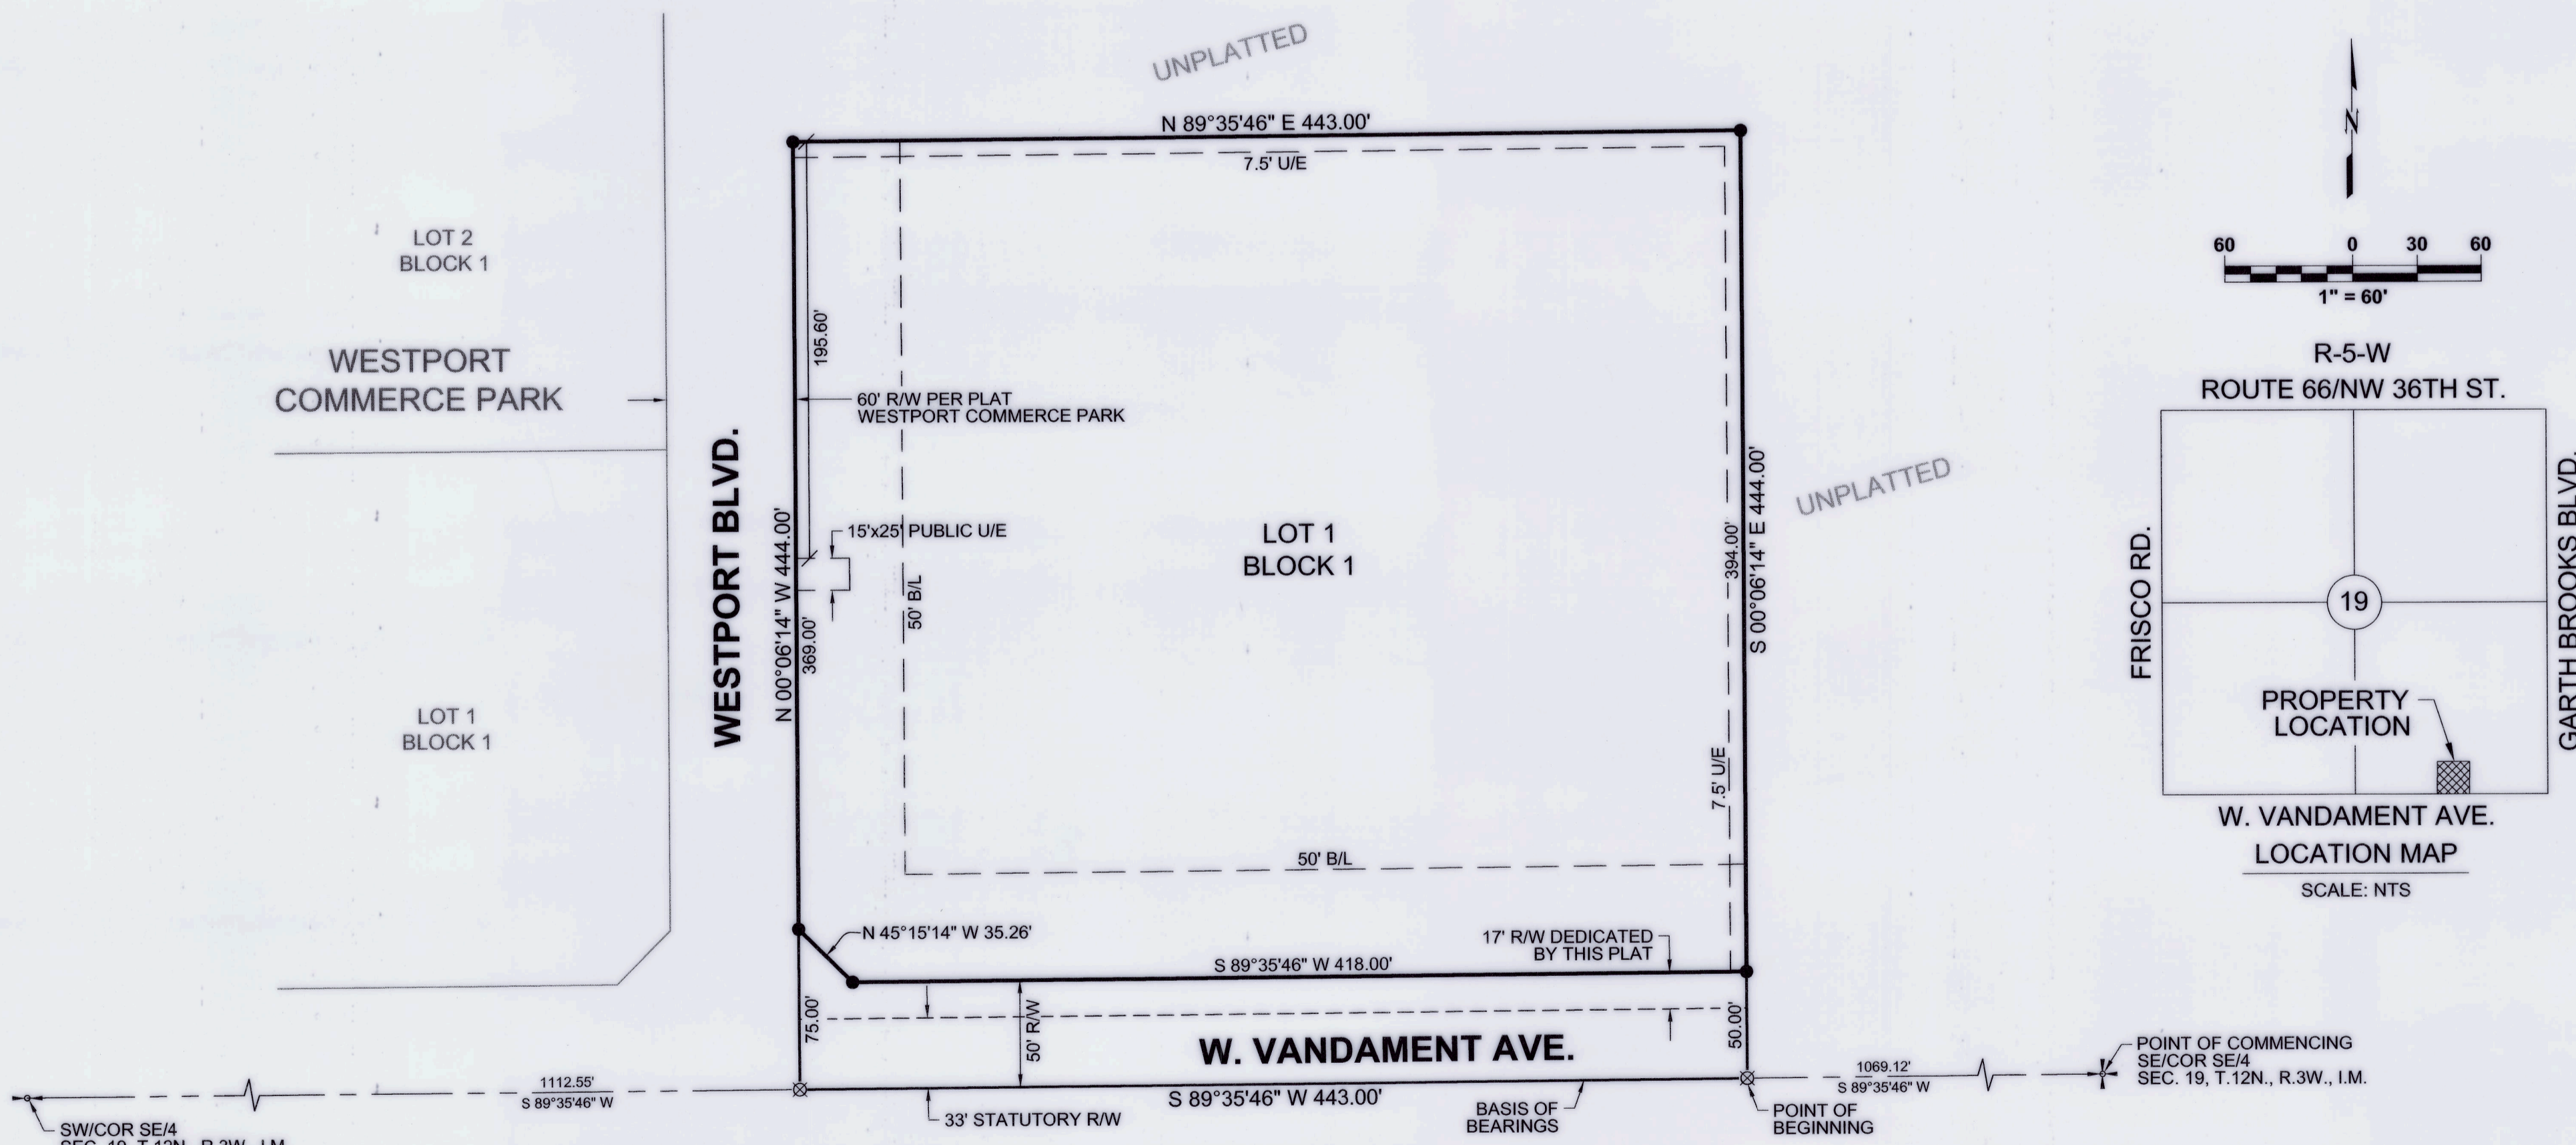 UNPLATTED
N 89°35'46" E 443.00'
7.5' U/E
N
60 0 30 60
1" = 60'
LOT 2
BLOCK 1
WESTPORT
COMMERCE PARK
195.60'
60' R/W PER PLAT
WESTPORT COMMERCE PARK
WESTPORT BLVD.
N 00°06'14" W 444.00'
369.00'
15'x25' PUBLIC U/E
50' B/L
LOT 1
BLOCK 1
394.00'
S 00°06'14" E 444.00'
UNPLATTED
7.5' U/E
R-5-W
ROUTE 66/NW 36TH ST.
FRISCO RD.
19
GARTH BROOKS BLVD.
PROPERTY
LOCATION
W. VANDAMENT AVE.
LOCATION MAP
SCALE: NTS
LOT 1
BLOCK 1
50' B/L
N 45°15'14" W 35.26'
17' R/W DEDICATED
BY THIS PLAT
S 89°35'46" W 418.00'
75.00'
50' R/W
50.00'
W. VANDAMENT AVE.
1112.55'
S 89°35'46" W
S 89°35'46" W 443.00'
33' STATUTORY R/W
BASIS OF
BEARINGS
POINT OF
BEGINNING
1069.12'
S 89°35'46" W
POINT OF COMMENCING
SE/COR SE/4
SEC. 19, T.12N., R.3W., I.M.
SW/COR SE/4
SEC. 19, T.12N., R.3W., I.M.